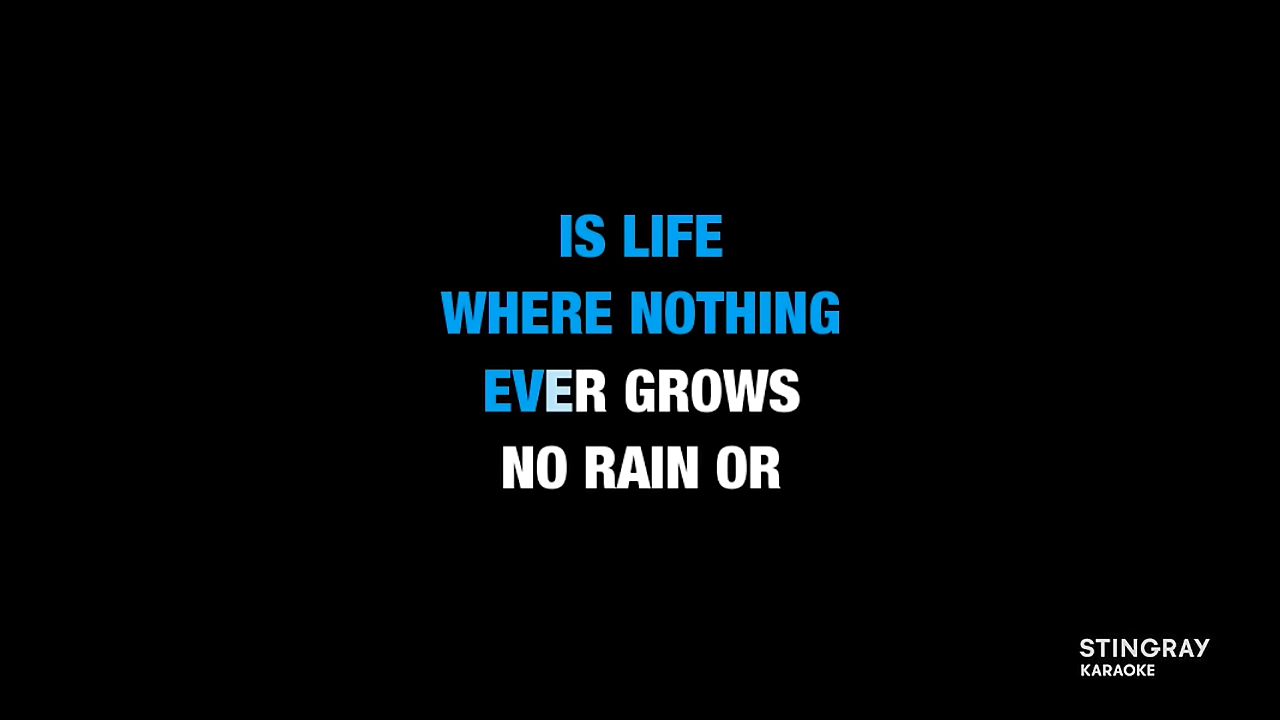 IS LIFE
WHERE NOTHING
EVER GROWS
NO RAIN OR
STINGRAY
KARAOKE